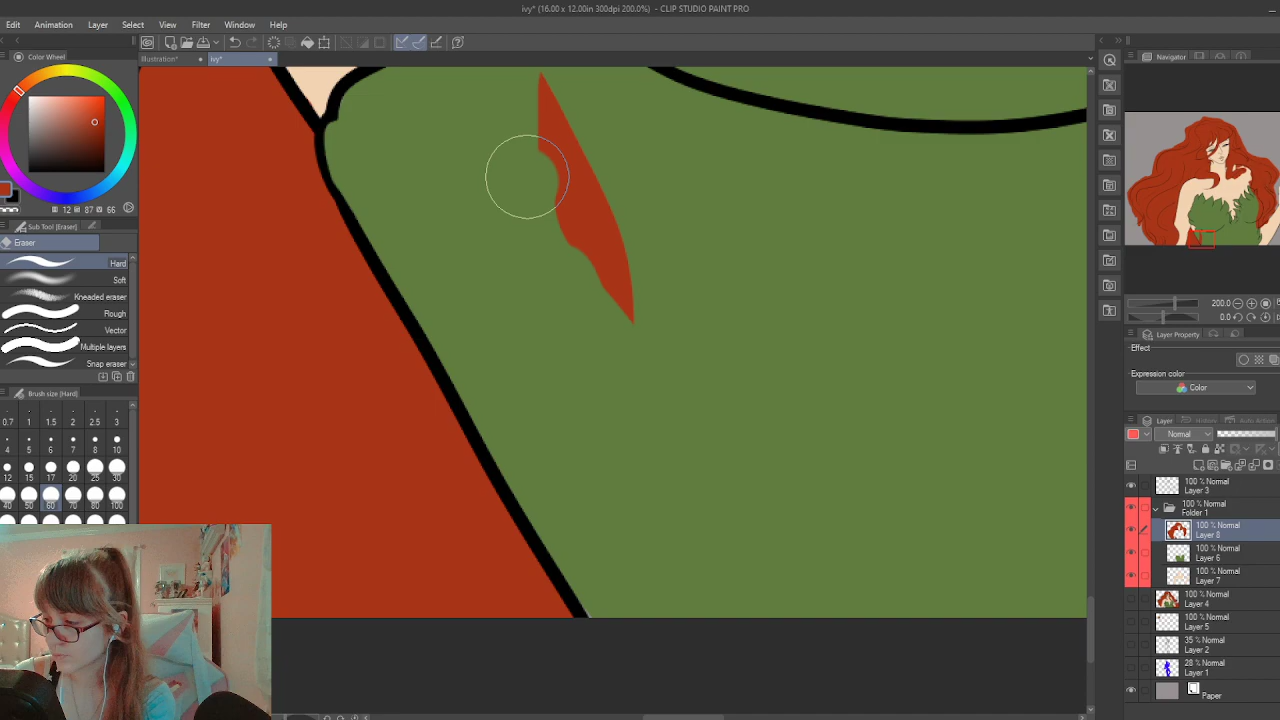 ivy* (16.00 x 12.00in 300dpi 200.0%) - CLIP STUDIO PAINT PRO
Edit Animation Layer Select View Filter Window Help
Illustration* ivy*
Color Wheel
12 87 66
Sub Tool [Eraser]
Eraser
Hard
Soft
Kneaded eraser
Rough
Vector
Multiple layers
Snap eraser
Brush size [Hard]
0.7 1 1.5 2 2.5 3
4 5 6 7 8 10
12 15 17 20 25 30
40 50 60 70 80 100
Navigator
200.0
0.0
Layer Property
Effect
Expression color
Color
Layer History Auto Action
Normal
100 % Normal
Layer 3
100 % Normal
Folder 1
100 % Normal
Layer 8
100 % Normal
Layer 6
100 % Normal
Layer 7
100 % Normal
Layer 4
100 % Normal
Layer 5
35 % Normal
Layer 2
28 % Normal
Layer 1
Paper